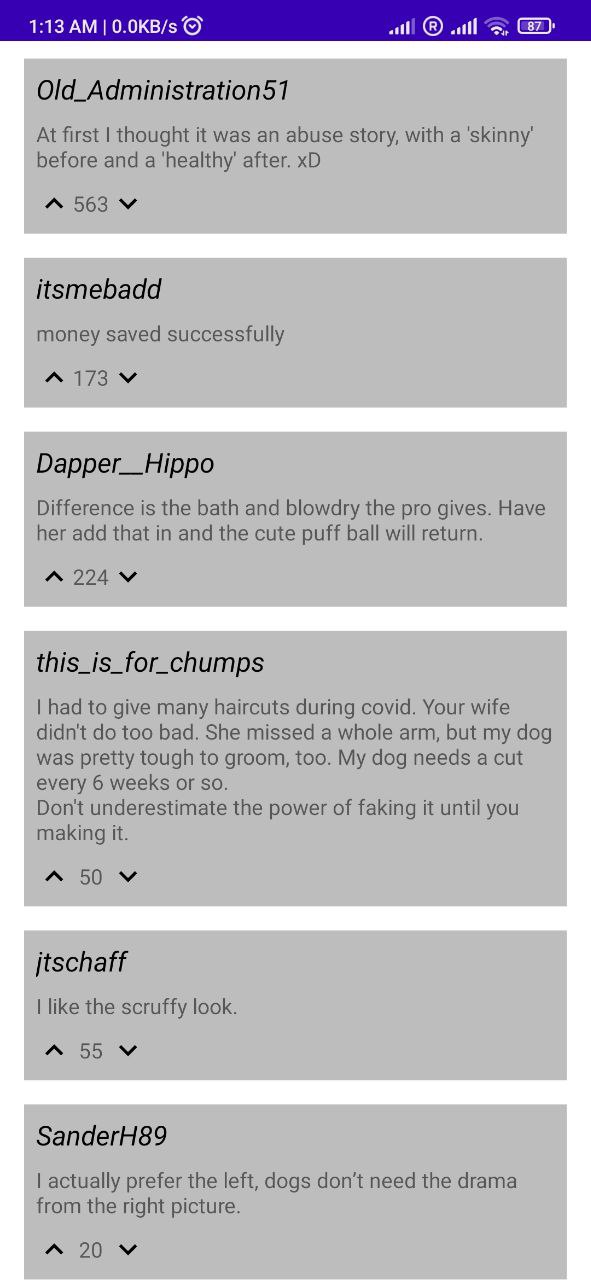 1:13 AM | 0.0KB/s
R
87
Old_Administration51
At first I thought it was an abuse story, with a 'skinny'
before and a 'healthy' after. xD
563
itsmebadd
money saved successfully
173
Dapper__Hippo
Difference is the bath and blowdry the pro gives. Have
her add that in and the cute puff ball will return.
224
this_is_for_chumps
I had to give many haircuts during covid. Your wife
didn't do too bad. She missed a whole arm, but my dog
was pretty tough to groom, too. My dog needs a cut
every 6 weeks or so.
Don't underestimate the power of faking it until you
making it.
50
jtschaff
I like the scruffy look.
55
SanderH89
I actually prefer the left, dogs don’t need the drama
from the right picture.
20